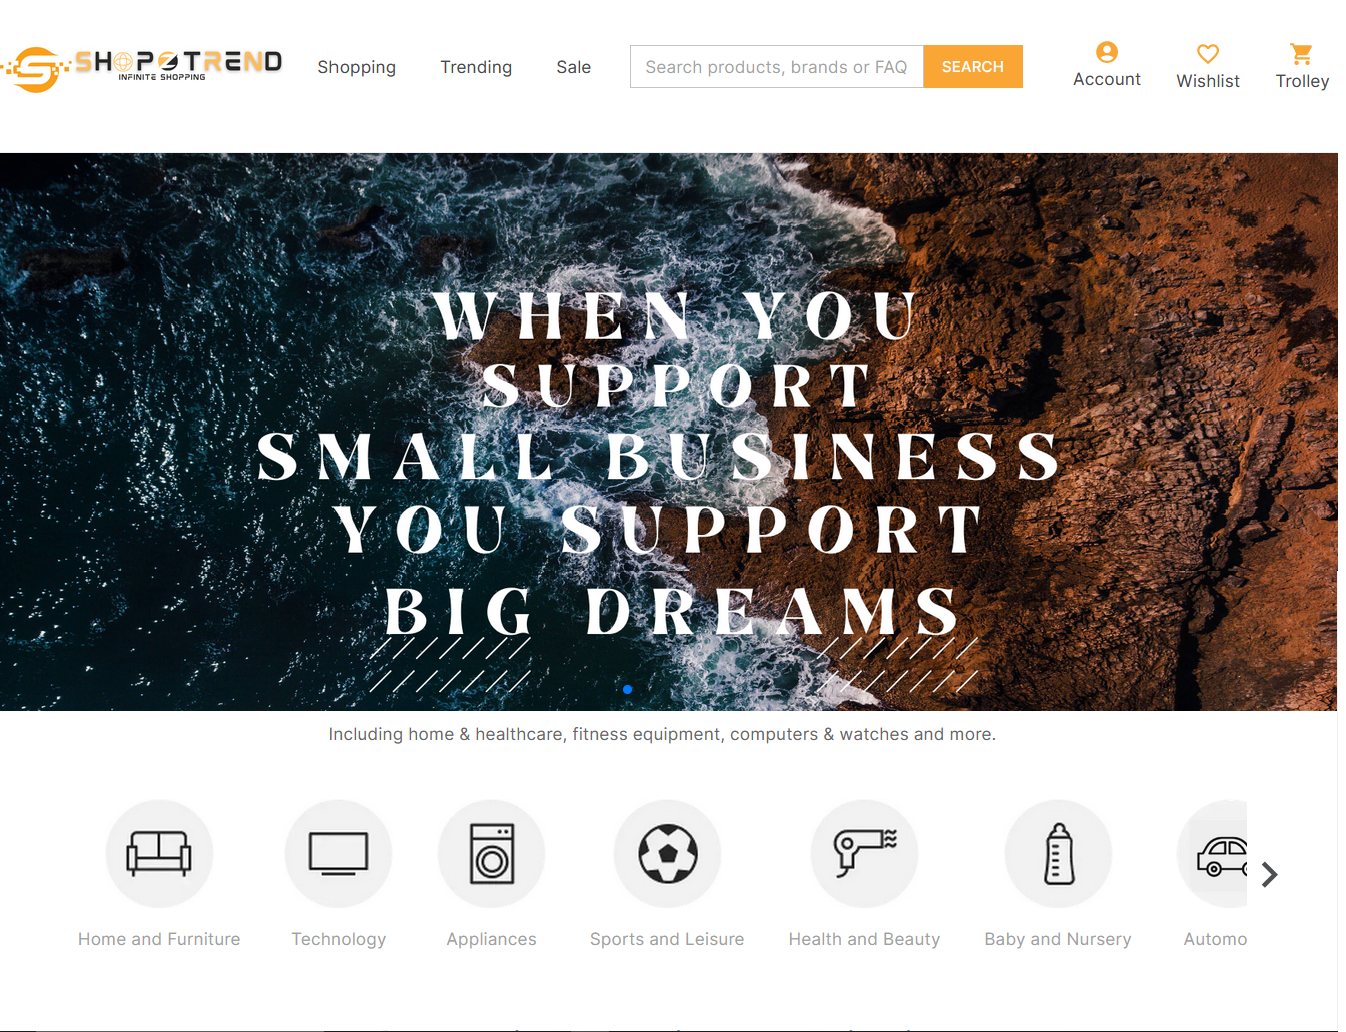 SHOPOTREND
INFINITE SHOPPING
Shopping
Trending
Sale
Search products, brands or FAQ
SEARCH
Account
Wishlist
Trolley
WHEN YOU
SUPPORT
SMALL BUSINESS
YOU SUPPORT
BIG DREAMS
Including home & healthcare, fitness equipment, computers & watches and more.
Home and Furniture
Technology
Appliances
Sports and Leisure
Health and Beauty
Baby and Nursery
Automo